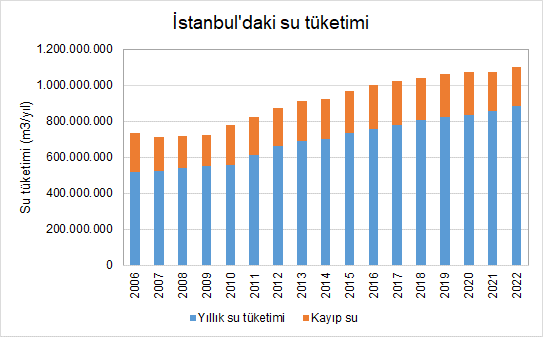 İstanbul'daki su tüketimi
Su tüketimi (m3/yıl)
1.200.000.000
1.000.000.000
800.000.000
600.000.000
400.000.000
200.000.000
0
2006 2007 2008 2009 2010 2011 2012 2013 2014 2015 2016 2017 2018 2019 2020 2021 2022
Yıllık su tüketimi Kayıp su